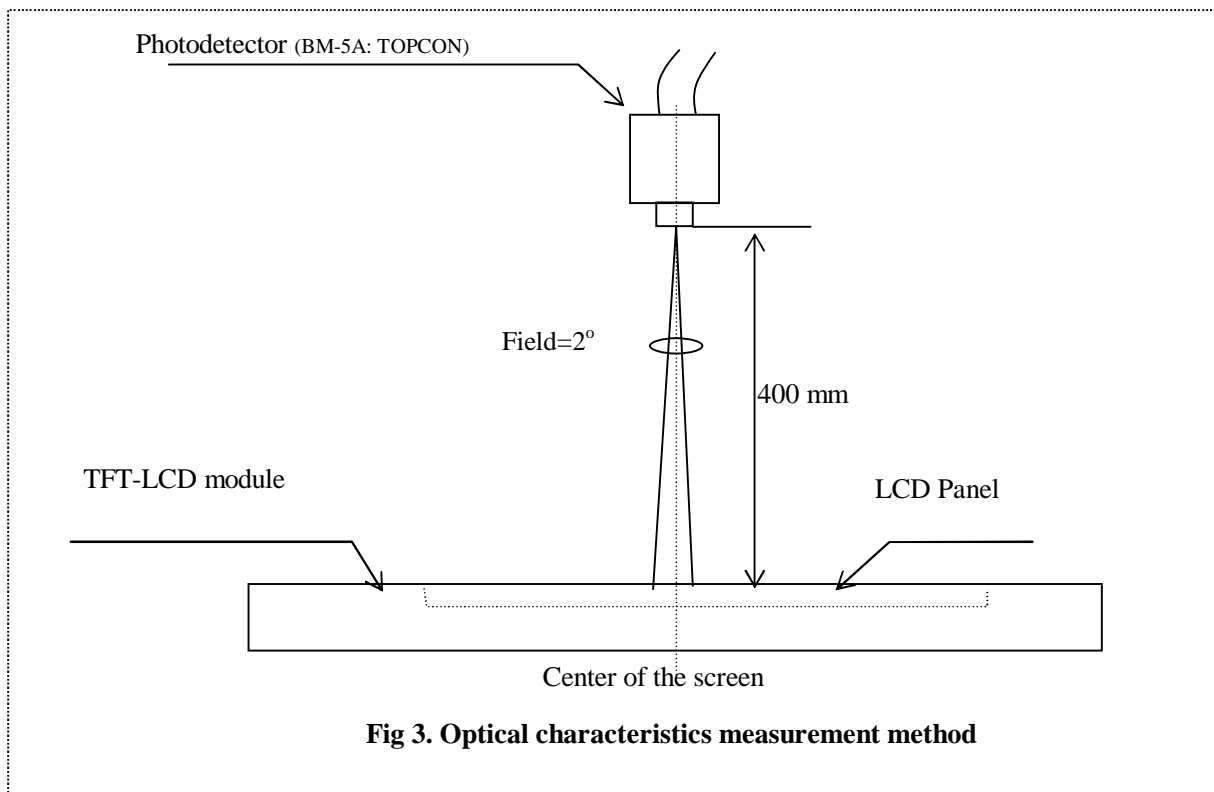 Photodetector (BM-5A: TOPCON)
Field=2°
400 mm
TFT-LCD module
LCD Panel
Center of the screen
Fig 3. Optical characteristics measurement method